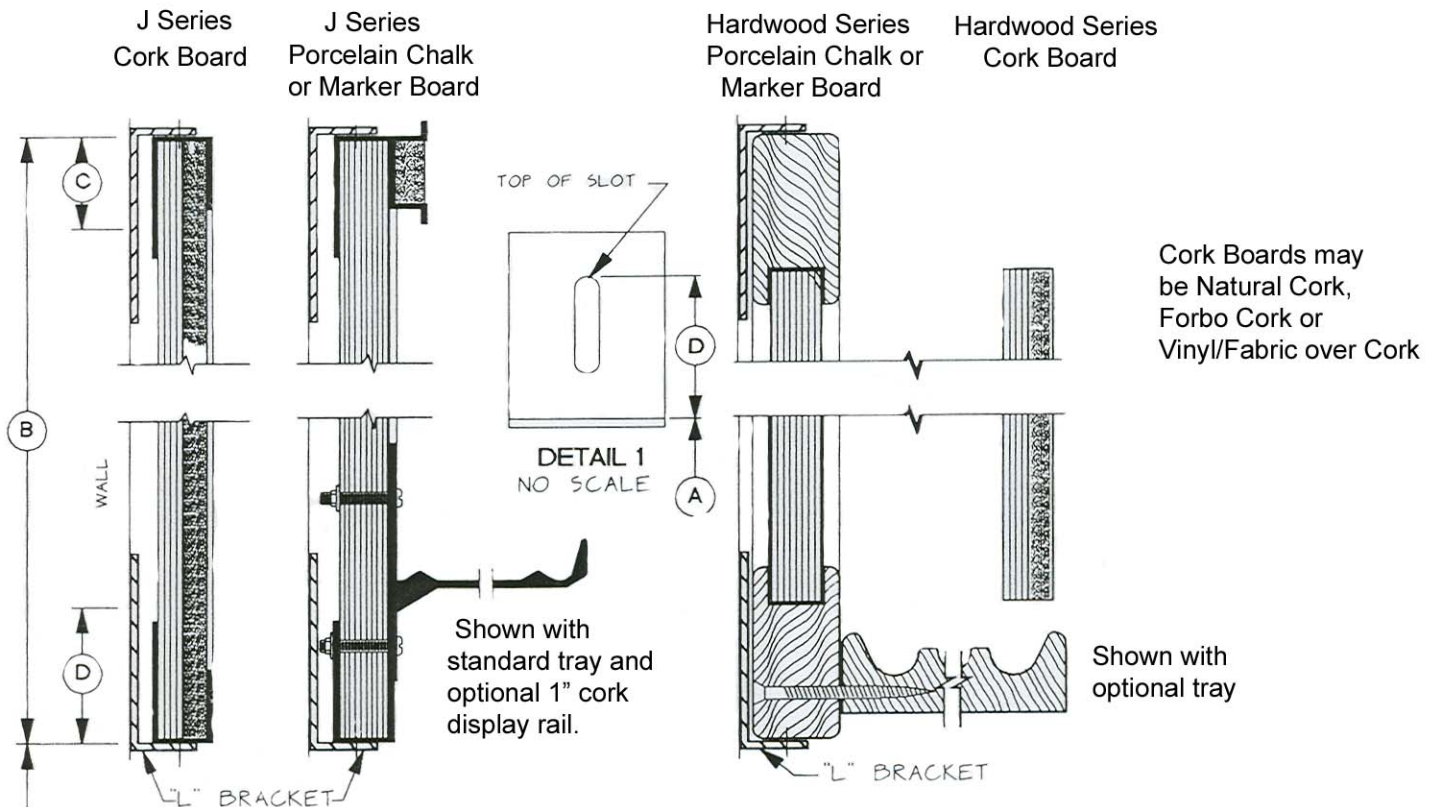 J Series
Cork Board
J Series
Porcelain Chalk
or Marker Board
Hardwood Series
Porcelain Chalk or
Marker Board
Hardwood Series
Cork Board
C
TOP OF SLOT
D
Cork Boards may
be Natural Cork,
Forbo Cork or
Vinyl/Fabric over Cork
B
WALL
DETAIL 1
NO SCALE
A
D
Shown with
standard tray and
optional 1" cork
display rail.
Shown with
optional tray
"L" BRACKET
"L" BRACKET